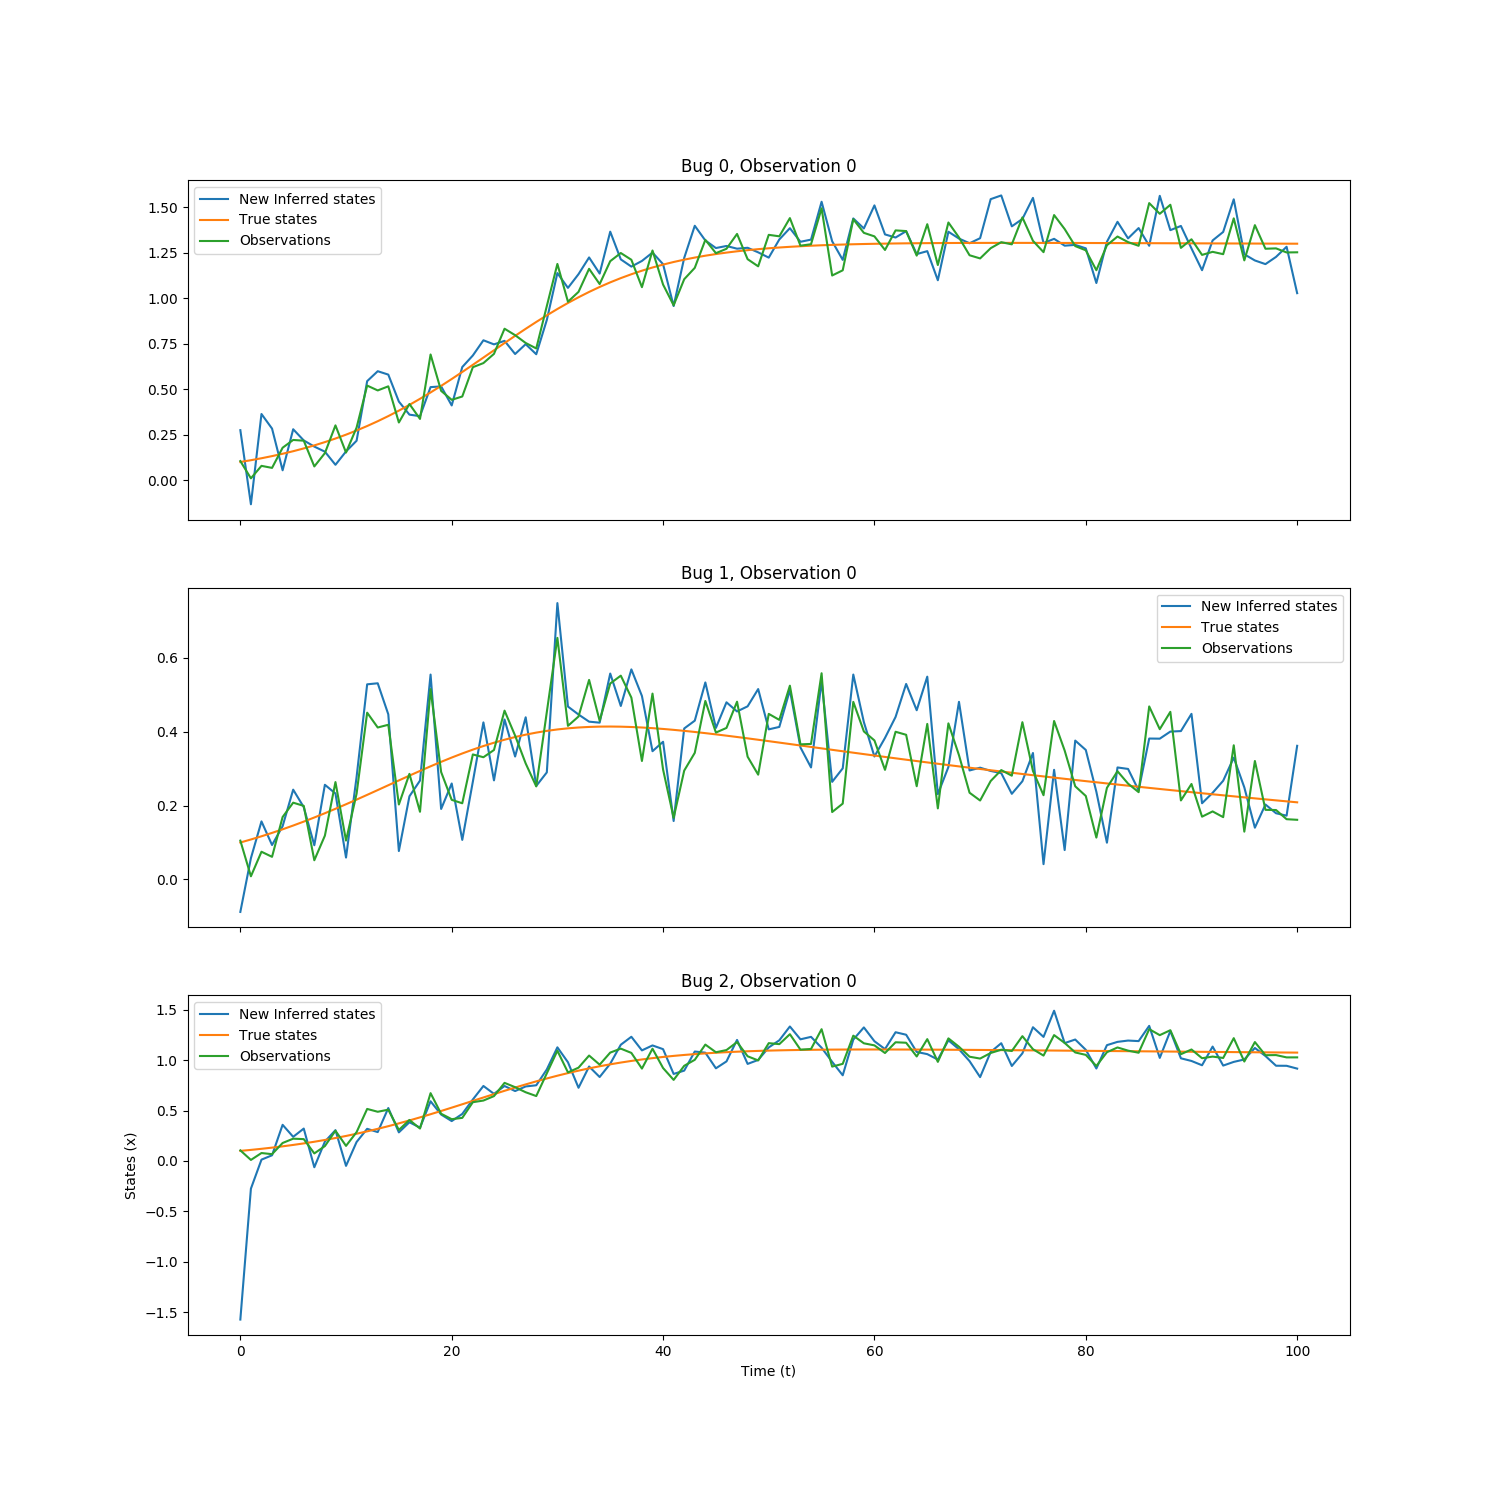 Bug 0, Observation 0
New Inferred states
True states
Observations
1.50
1.25
1.00
0.75
0.50
0.25
0.00
Bug 1, Observation 0
New Inferred states
True states
Observations
0.6
0.4
0.2
0.0
Bug 2, Observation 0
New Inferred states
True states
Observations
1.5
1.0
0.5
0.0
−0.5
−1.0
−1.5
States (x)
0 20 40 60 80 100
Time (t)